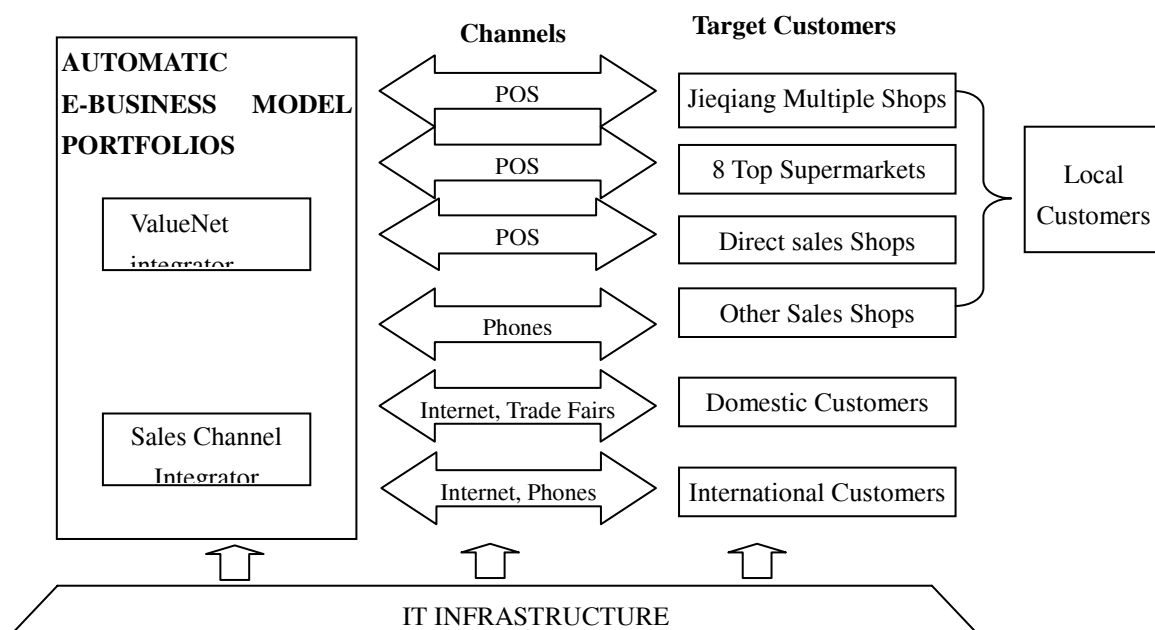 AUTOMATIC
E-BUSINESS MODEL
PORTFOLIOS
ValueNet
integrator
Sales Channel
Integrator
Channels
POS
POS
POS
Phones
Internet, Trade Fairs
Internet, Phones
Target Customers
Jieqiang Multiple Shops
8 Top Supermarkets
Direct sales Shops
Other Sales Shops
Domestic Customers
International Customers
Local
Customers
IT INFRASTRUCTURE